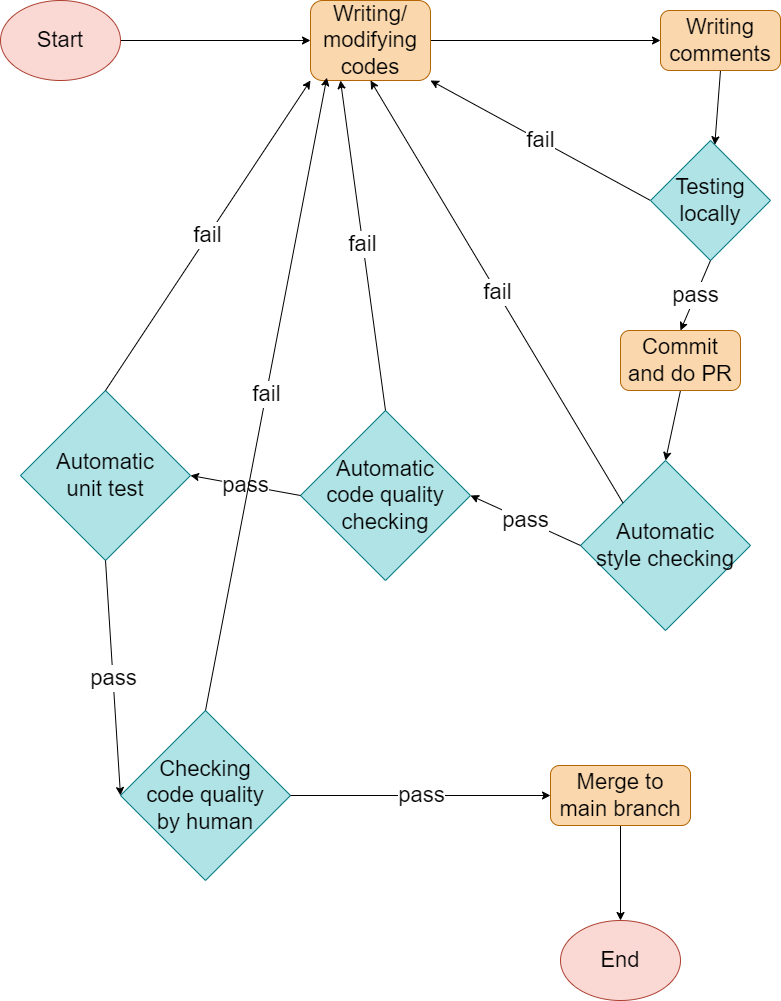 Start
Writing/
modifying
codes
Writing
comments
fail
Testing
locally
fail
fail
fail
pass
Commit
and do PR
fail
Automatic
unit test
pass
Automatic
code quality
checking
pass
Automatic
style checking
pass
Checking
code quality
by human
pass
Merge to
main branch
End